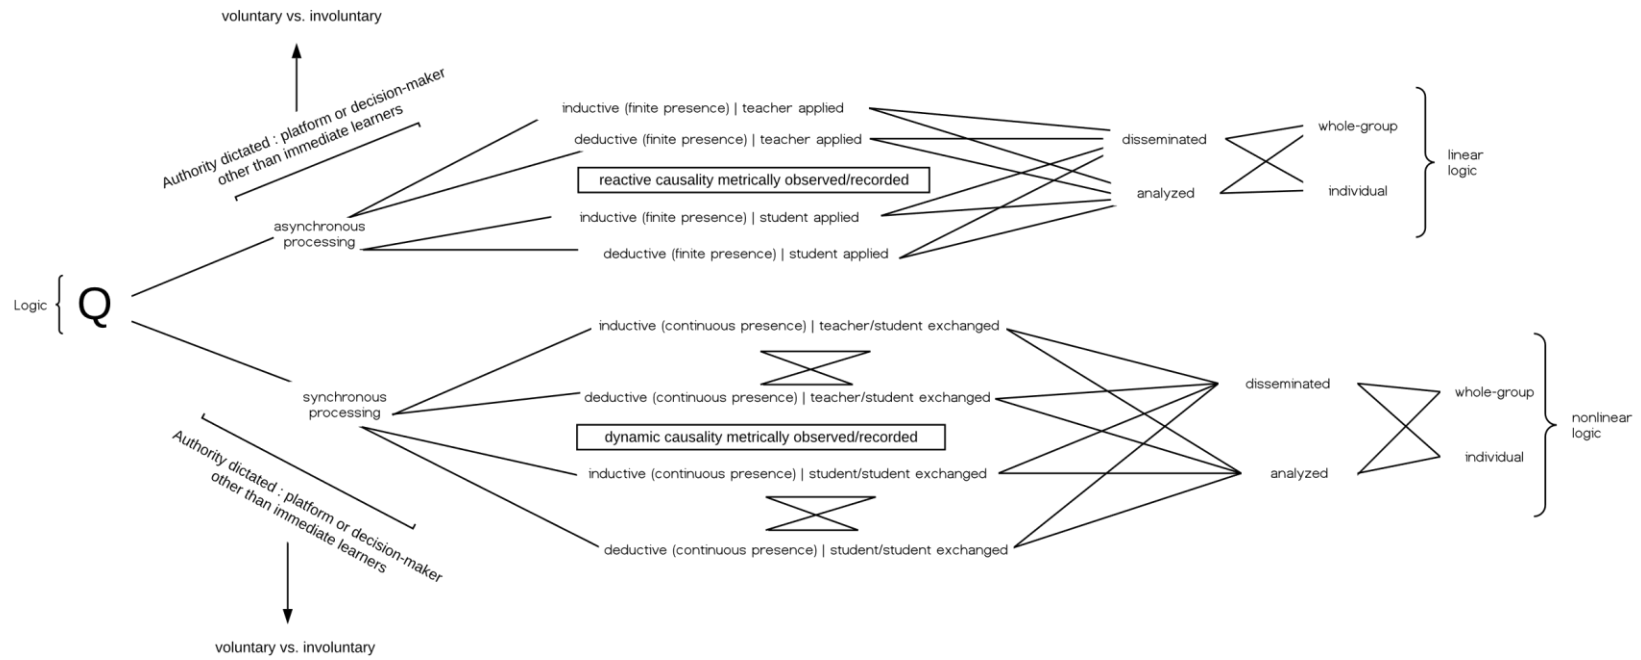 voluntary vs. involuntary
Authority dictated : platform or decision-maker
other than immediate learners
inductive (finite presence) | teacher applied
deductive (finite presence) | teacher applied
reactive causality metrically observed/recorded
inductive (finite presence) | student applied
deductive (finite presence) | student applied
asynchronous
processing
disseminated
analyzed
whole-group
individual
linear
logic
Logic
Q
synchronous
processing
inductive (continuous presence) | teacher/student exchanged
deductive (continuous presence) | teacher/student exchanged
dynamic causality metrically observed/recorded
inductive (continuous presence) | student/student exchanged
deductive (continuous presence) | student/student exchanged
disseminated
analyzed
whole-group
individual
nonlinear
logic
Authority dictated : platform or decision-maker
other than immediate learners
voluntary vs. involuntary